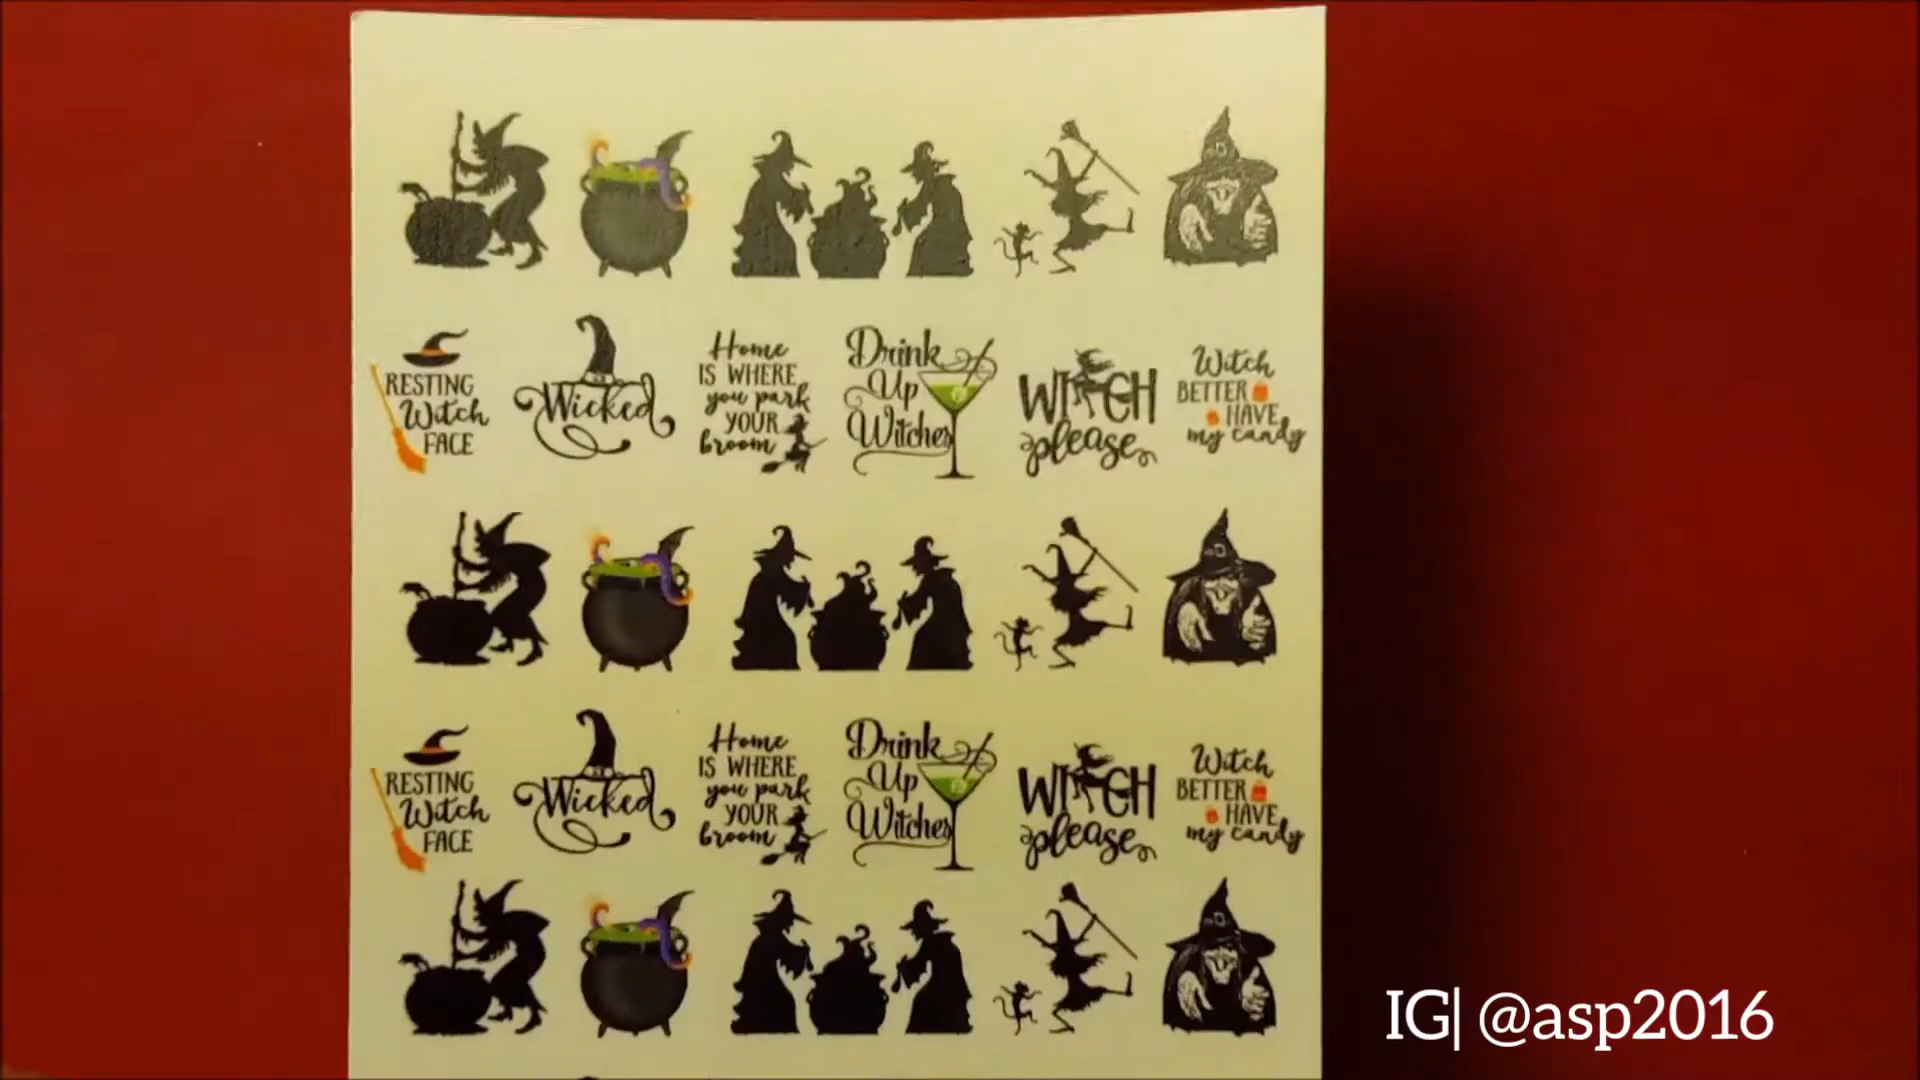 RESTING
Witch
FACE
Wicked
Home
IS WHERE
you park
YOUR
broom
Drink
Up
Witches
WITCH
please
Witch
BETTER
HAVE
my candy
RESTING
Witch
FACE
Wicked
Home
IS WHERE
you park
YOUR
broom
Drink
Up
Witches
WITCH
please
Witch
BETTER
HAVE
my candy
IG| @asp2016